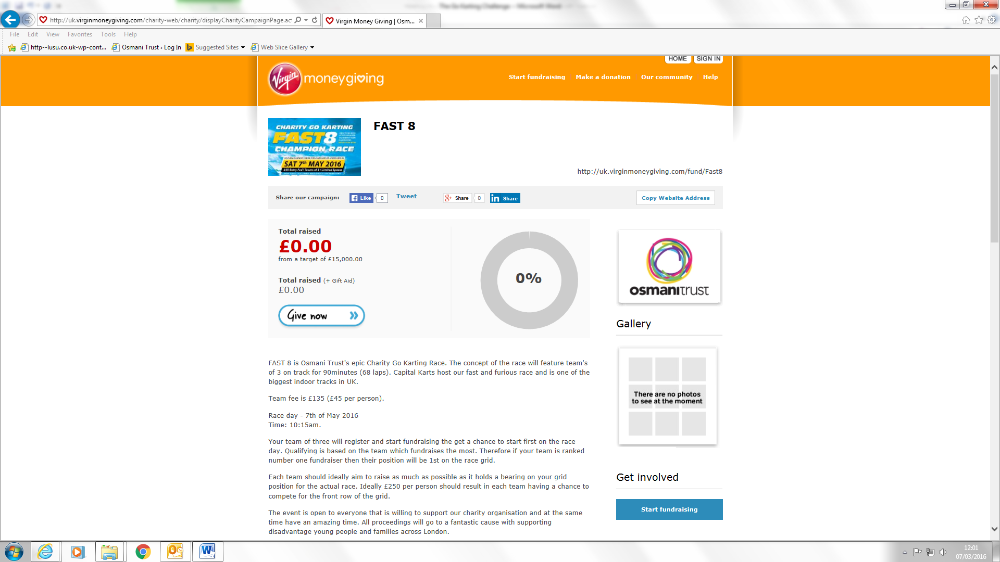 The Go Karting Challenge - Microsoft Word
http://uk.virginmoneygiving.com/charity-web/charity/displayCharityCampaignPage.ac
Virgin Money Giving | Osm...
File Edit View Favorites Tools Help
http--lusu.co.uk-wp-cont... Osmani Trust › Log In Suggested Sites Web Slice Gallery
HOME SIGN IN
Virgin moneygiving
Start fundraising Make a donation Our community Help
CHARITY GO KARTING
FAST8
CHAMPION RACE
SAT 7th MAY 2016
£45 Entry Fee/ Teams of 3 / Limited Spaces
FAST 8
http://uk.virginmoneygiving.com/fund/Fast8
Share our campaign: Like 0 Tweet Share 0 in Share Copy Website Address
Total raised
£0.00
from a target of £15,000.00
Total raised (+ Gift Aid)
£0.00
Give now
0%
osmanitrust
Gallery
There are no photos
to see at the moment
Get involved
Start fundraising
FAST 8 is Osmani Trust's epic Charity Go Karting Race. The concept of the race will feature team's
of 3 on track for 90minutes (68 laps). Capital Karts host our fast and furious race and is one of the
biggest indoor tracks in UK.
Team fee is £135 (£45 per person).
Race day - 7th of May 2016
Time: 10:15am.
Your team of three will register and start fundraising the get a chance to start first on the race
day. Qualifying is based on the team which fundraises the most. Therefore if your team is ranked
number one fundraiser then their position will be 1st on the race grid.
Each team should ideally aim to raise as much as possible as it holds a bearing on your grid
position for the actual race. Ideally £250 per person should result in each team having a chance to
compete for the front row of the grid.
The event is open to everyone that is willing to support our charity organisation and at the same
time have an amazing time. All proceedings will go to a fantastic cause with supporting
disadvantage young people and families across London.
12:01
07/03/2016